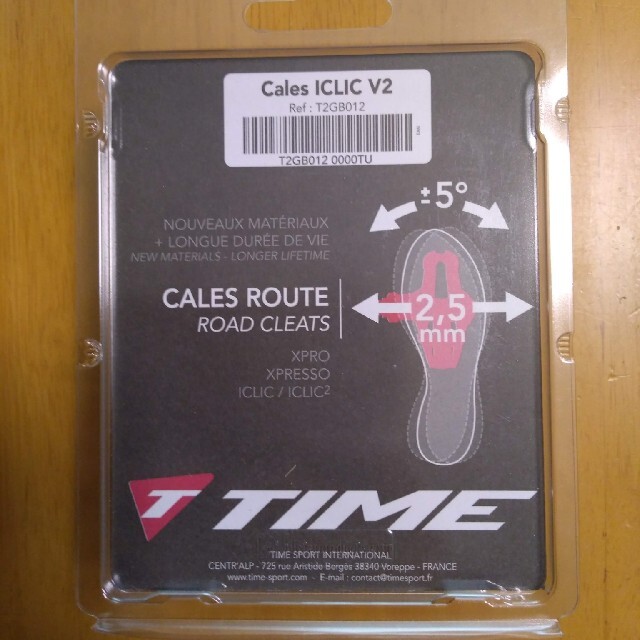 Cales ICLIC V2
Ref : T2GB012
T2GB012 0000TU
±5°
NOUVEAUX MATÉRIAUX
+ LONGUE DURÉE DE VIE
NEW MATERIALS - LONGER LIFETIME
CALES ROUTE
ROAD CLEATS
2,5
mm
XPRO
XPRESSO
ICLIC / ICLIC²
T TIME
TIME SPORT INTERNATIONAL
CENTR'ALP - 725 rue Aristide Bergès 38340 Voreppe - FRANCE
www.time-sport.com - E-mail : contact@timesport.fr